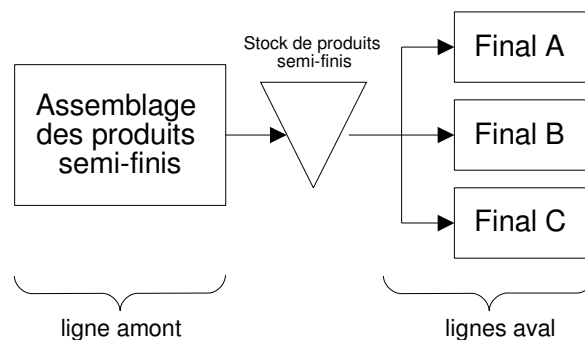 Stock de produits
semi-finis
Assemblage
des produits
semi-finis
Final A
Final B
Final C
ligne amont
lignes aval